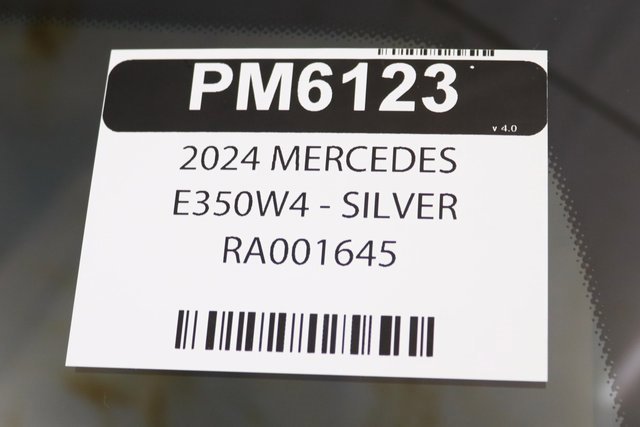 PM6123
v 4.0
2024 MERCEDES
E350W4 - SILVER
RA001645